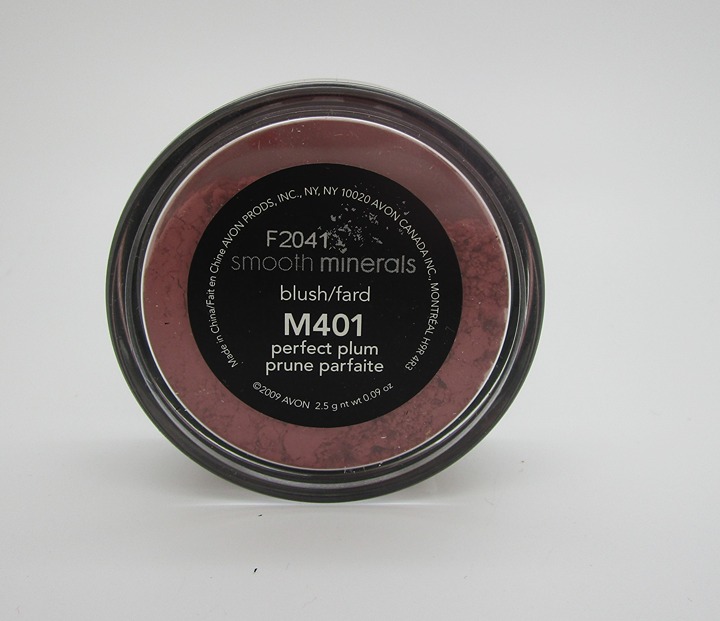 Made in China/Fait en Chine AVON PRODS, INC., NY, NY 10020 AVON CANADA INC., MONTRÉAL H9R 4R3
F2041
smooth minerals
blush/fard
M401
perfect plum
prune parfaite
©2009 AVON 2.5 g nt wt 0.09 oz